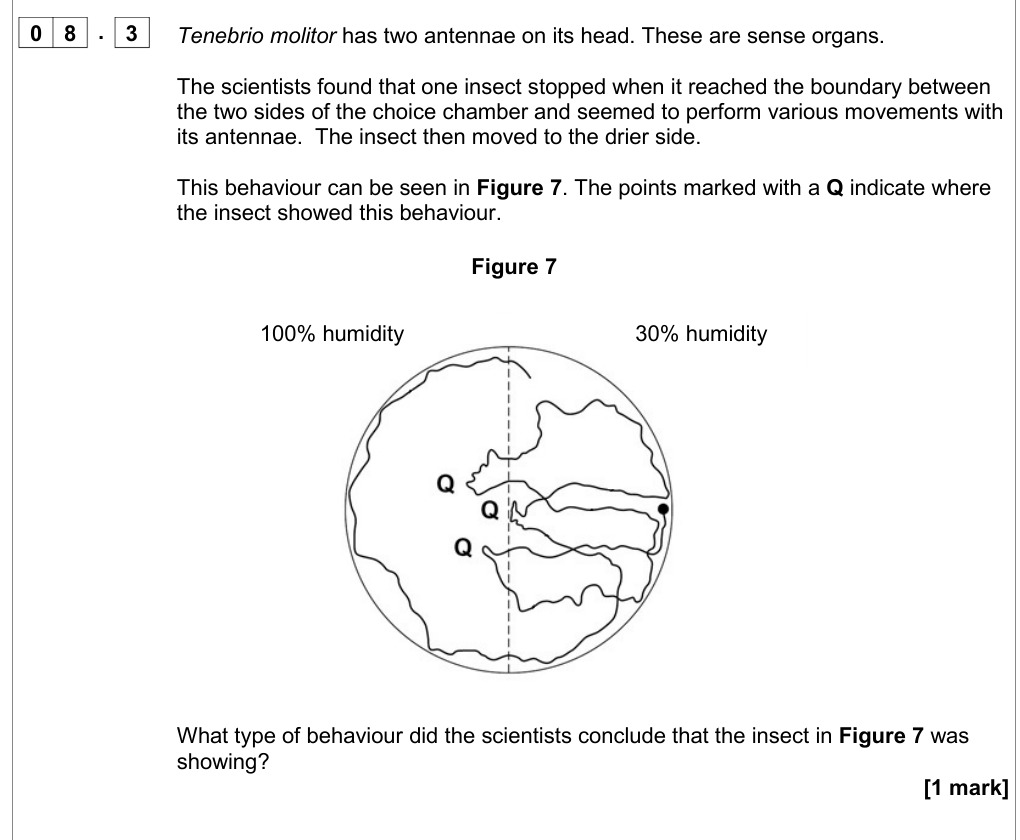 0 8 . 3 Tenebrio molitor has two antennae on its head. These are sense organs.
The scientists found that one insect stopped when it reached the boundary between
the two sides of the choice chamber and seemed to perform various movements with
its antennae. The insect then moved to the drier side.
This behaviour can be seen in Figure 7. The points marked with a Q indicate where
the insect showed this behaviour.
Figure 7
100% humidity 30% humidity
Q
Q
Q
What type of behaviour did the scientists conclude that the insect in Figure 7 was
showing?
[1 mark]